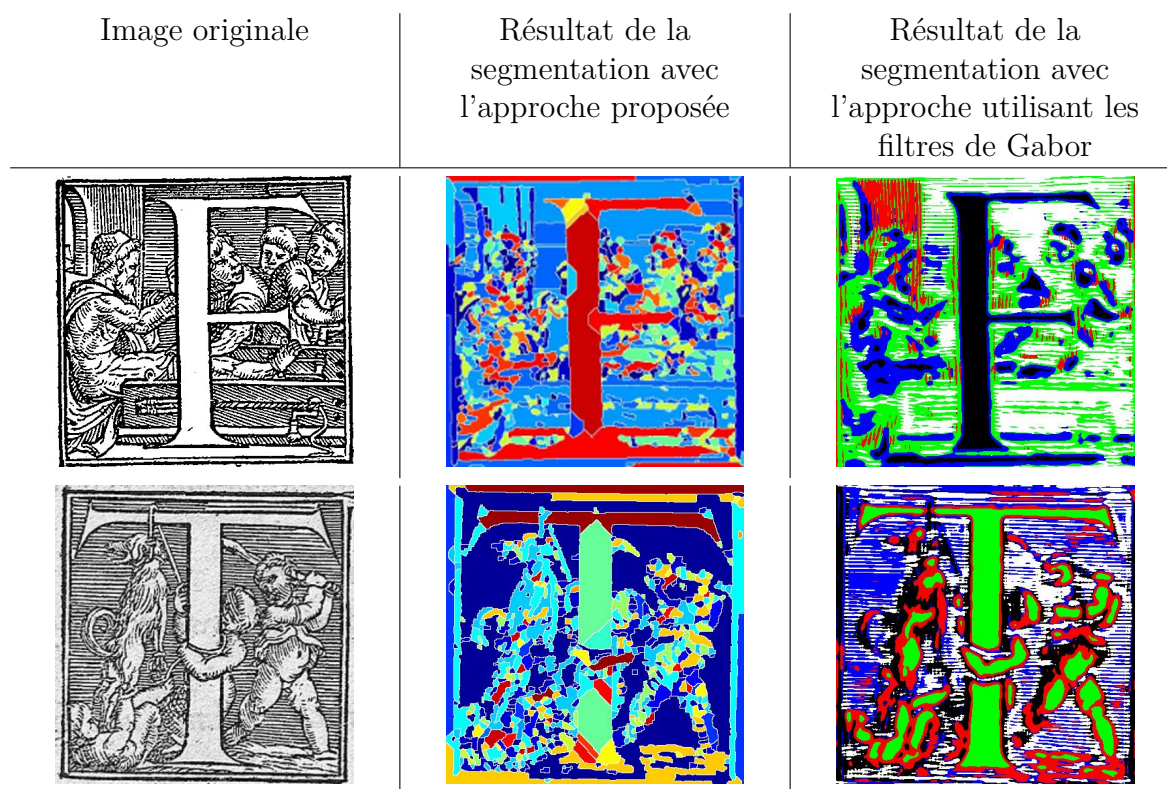 Image originale
Résultat de la
segmentation avec
l'approche proposée
Résultat de la
segmentation avec
l'approche utilisant les
filtres de Gabor
F
T